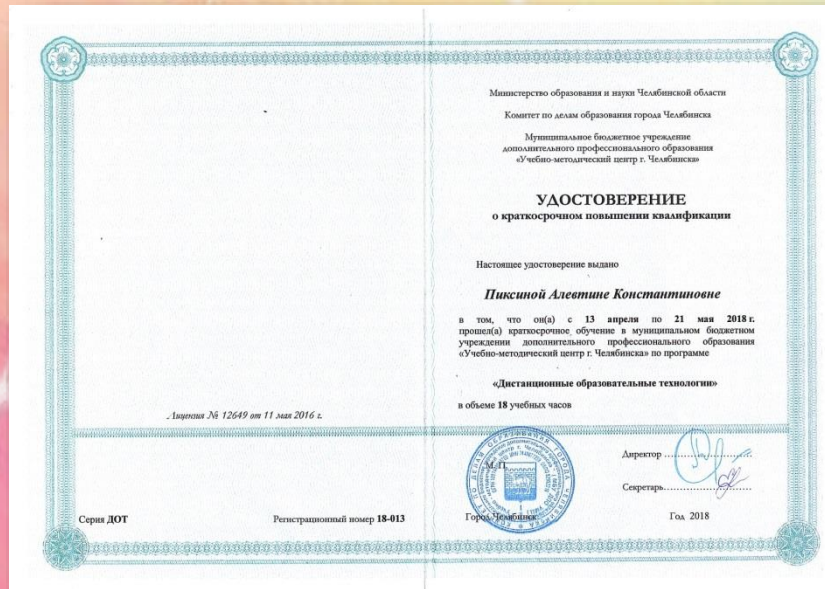 Министерство образования и науки Челябинской области
Комитет по делам образования города Челябинска
Муниципальное бюджетное учреждение
дополнительного профессионального образования
«Учебно-методический центр г. Челябинска»
УДОСТОВЕРЕНИЕ
о краткосрочном повышении квалификации
Настоящее удостоверение выдано
Пиксиной Алевтине Константиновне
в том, что он(а) с 13 апреля по 21 мая 2018 г.
прошел(а) краткосрочное обучение в муниципальном бюджетном
учреждении дополнительного профессионального образования
«Учебно-методический центр г. Челябинска» по программе
«Дистанционные образовательные технологии»
в объеме 18 учебных часов
Лицензия № 12649 от 11 мая 2016 г.
М. П.
Директор
Секретарь
Серия ДОТ
Регистрационный номер 18-013
Город Челябинск
Год 2018